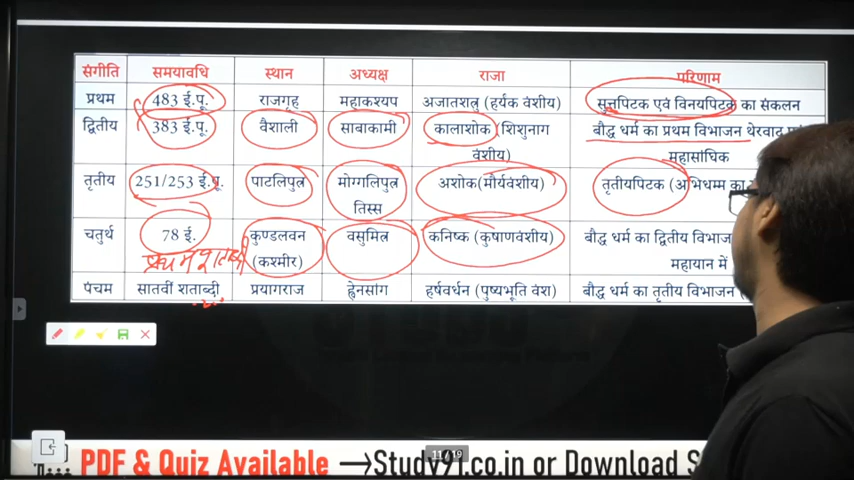 संगीति समयावधि स्थान अध्यक्ष राजा परिणाम
प्रथम 483 ई.पू. राजगृह महाकश्यप अजातशत्रु (हर्यक वंशीय) सुत्तपिटक एवं विनयपिटक का संकलन
द्वितीय 383 ई.पू. वैशाली साबाकामी कालाशोक (शिशुनाग बौद्ध धर्म का प्रथम विभाजन थेरवाद
वंशीय) महासांघिक
तृतीय 251/253 ई.पू. पाटलिपुत्र मोग्गलिपुत्र अशोक(मौर्यवंशीय) तृतीयपिटक (अभिधम्म का
तिस्स
चतुर्थ 78 ई. कुण्डलवन वसुमित्र कनिष्क (कुषाणवंशीय) बौद्ध धर्म का द्वितीय
प्रथम शताब्दी (कश्मीर) महायान में
पंचम सातवीं शताब्दी प्रयागराज ह्वेनसांग हर्षवर्धन (पुष्यभूति वंश) बौद्ध धर्म का तृतीय विभाजन
11/19
PDF & Quiz Available →Study91.co.in or Download